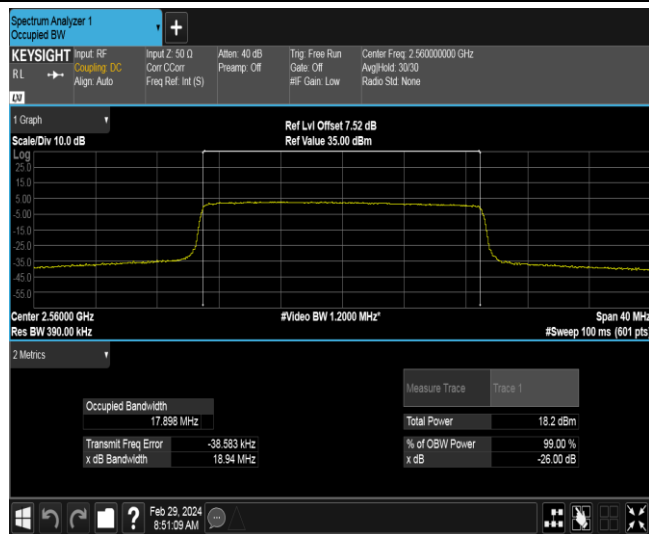 Spectrum Analyzer 1
Occupied BW
+
KEYSIGHT Input: RF Input Z: 50 Ω Atten: 40 dB Trig: Free Run Center Freq: 2.560000000 GHz
RL Coupling: DC Corr CCorr Preamp: Off Gate: Off Avg|Hold: 30/30
Align: Auto Freq Ref: Int (S) #IF Gain: Low Radio Std: None
LXI
1 Graph
Ref Lvl Offset 7.52 dB
Scale/Div 10.0 dB Ref Value 35.00 dBm
Log
25.0
15.0
5.00
-5.00
-15.0
-25.0
-35.0
-45.0
-55.0
Center 2.56000 GHz #Video BW 1.2000 MHz* Span 40 MHz
Res BW 390.00 kHz #Sweep 100 ms (601 pts)
2 Metrics
Measure Trace Trace 1
Occupied Bandwidth
17.898 MHz Total Power 18.2 dBm
Transmit Freq Error -38.583 kHz % of OBW Power 99.00 %
x dB Bandwidth 18.94 MHz x dB -26.00 dB
? Feb 29, 2024
8:51:09 AM